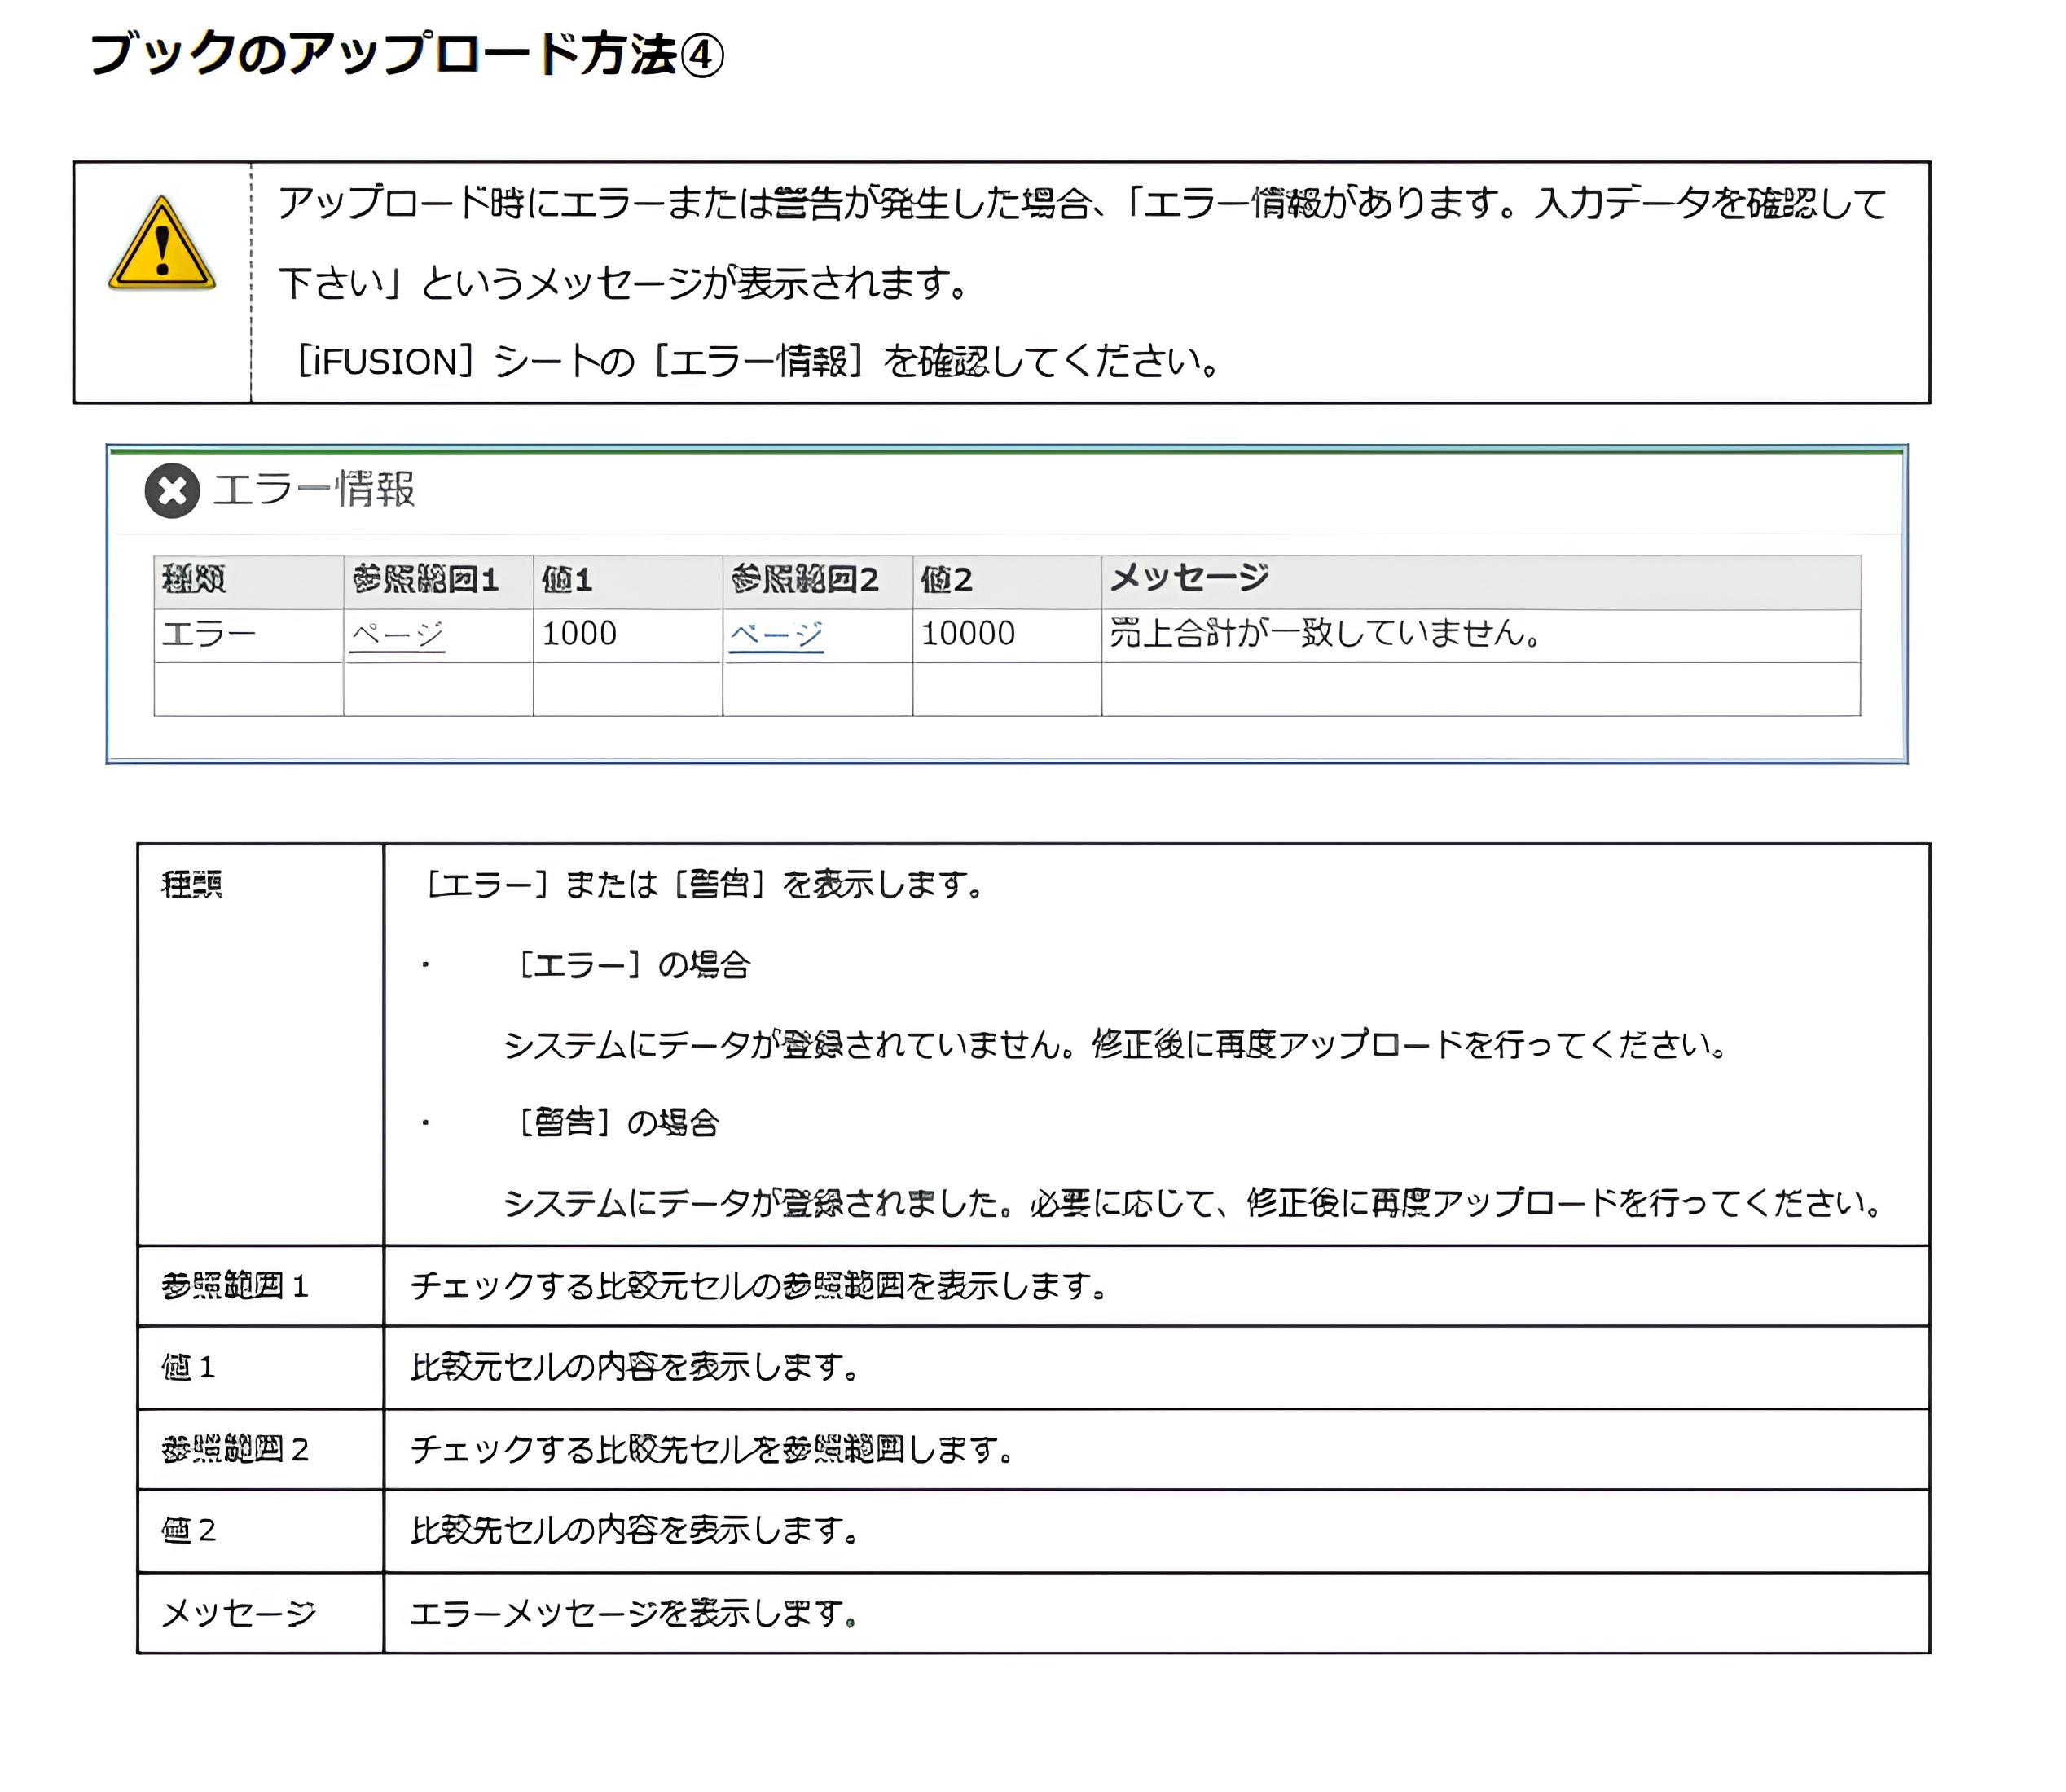 ブックのアップロード方法④
アップロード時にエラーまたは警告が発生した場合、「エラー情報があります。入力データを確認して
下さい」というメッセージが表示されます。
［iFUSION］シートの［エラー情報］を確認してください。
エラー情報
種類 参照範囲1 値1 参照範囲2 値2 メッセージ
エラー ページ 1000 ページ 10000 売上合計が一致していません。
種類 ［エラー］または［警告］を表示します。
・ ［エラー］の場合
システムにデータが登録されていません。修正後に再度アップロードを行ってください。
・ ［警告］の場合
システムにデータが登録されました。必要に応じて、修正後に再度アップロードを行ってください。
参照範囲1 チェックする比較元セルの参照範囲を表示します。
値1 比較元セルの内容を表示します。
参照範囲2 チェックする比較先セルを参照範囲します。
値2 比較先セルの内容を表示します。
メッセージ エラーメッセージを表示します。